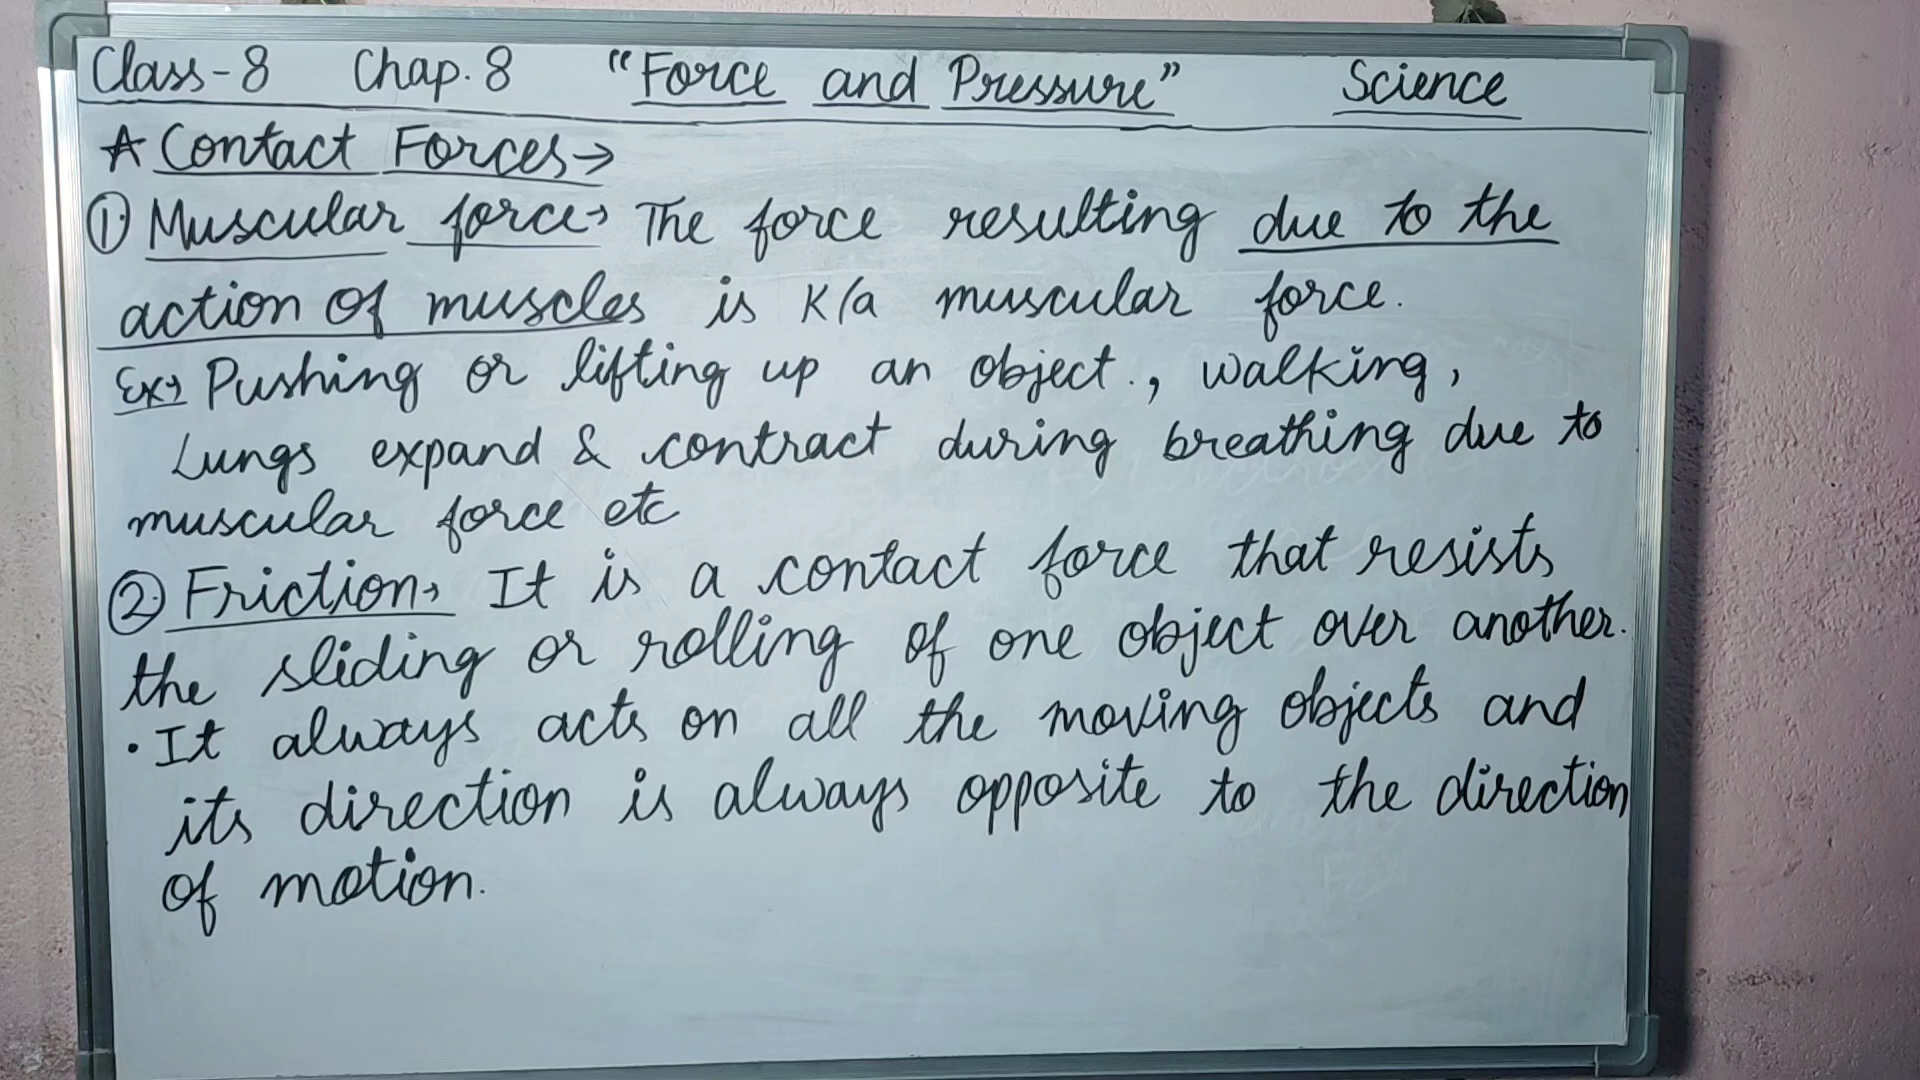 Class-8 Chap. 8 "Force and Pressure" Science
☆ Contact Forces→
① Muscular force→ The force resulting due to the
action of muscles is K/a muscular force.
Ex→ Pushing or lifting up an object., walking,
Lungs expand & contract during breathing due to
muscular force etc
② Friction→ It is a contact force that resists
the sliding or rolling of one object over another.
• It always acts on all the moving objects and
its direction is always opposite to the direction
of motion.